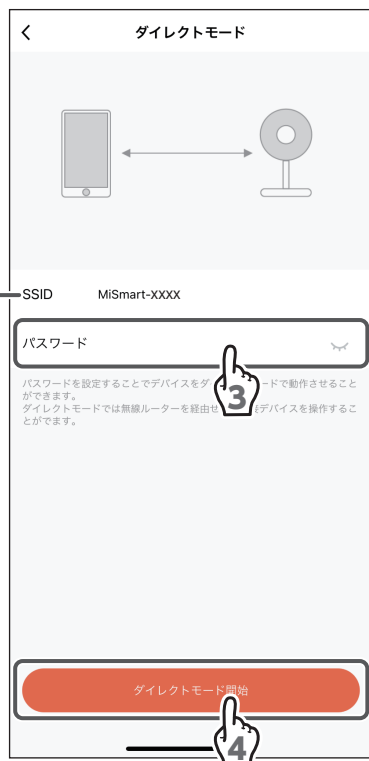 ダイレクトモード
SSID MiSmart-XXXX
パスワード
3
パスワードを設定することでデバイスをダ ードで動作させること
ができます。
ダイレクトモードでは無線ルーターを経由せ デバイスを操作するこ
とがでます。
ダイレクトモード開始
4